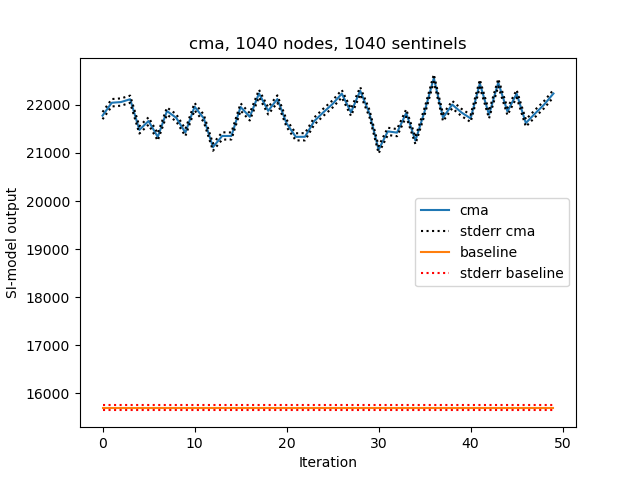 cma, 1040 nodes, 1040 sentinels
SI-model output
22000
21000
20000
19000
18000
17000
16000
cma
stderr cma
baseline
stderr baseline
0 10 20 30 40 50
Iteration